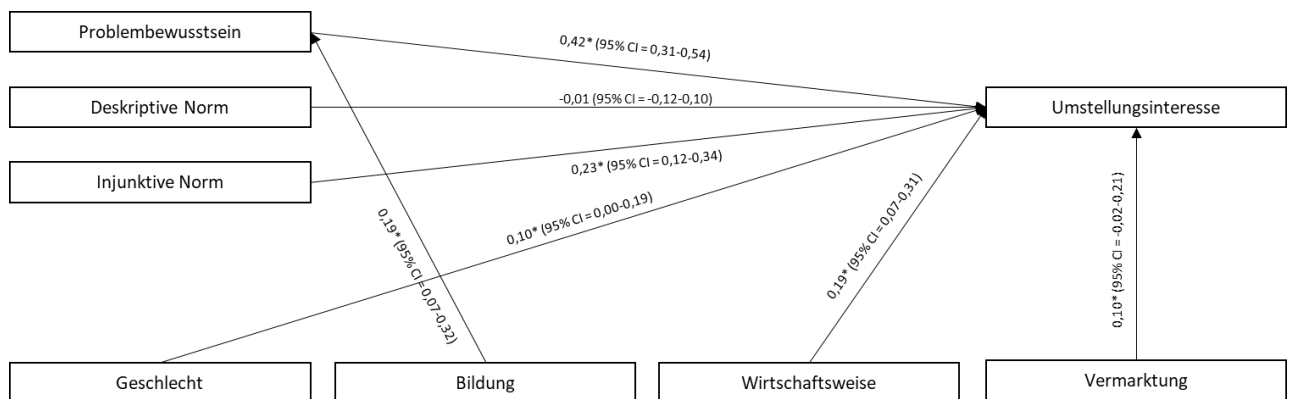 Problembewusstsein
0,42* (95% CI = 0,31-0,54)
Deskriptive Norm
-0,01 (95% CI = -0,12-0,10)
Umstellungsinteresse
Injunktive Norm
0,23* (95% CI = 0,12-0,34)
0,19* (95% CI = 0,07-0,32)
0,10* (95% CI = 0,00-0,19)
0,19* (95% CI = 0,07-0,31)
0,10* (95% CI = -0,02-0,21)
Geschlecht
Bildung
Wirtschaftsweise
Vermarktung